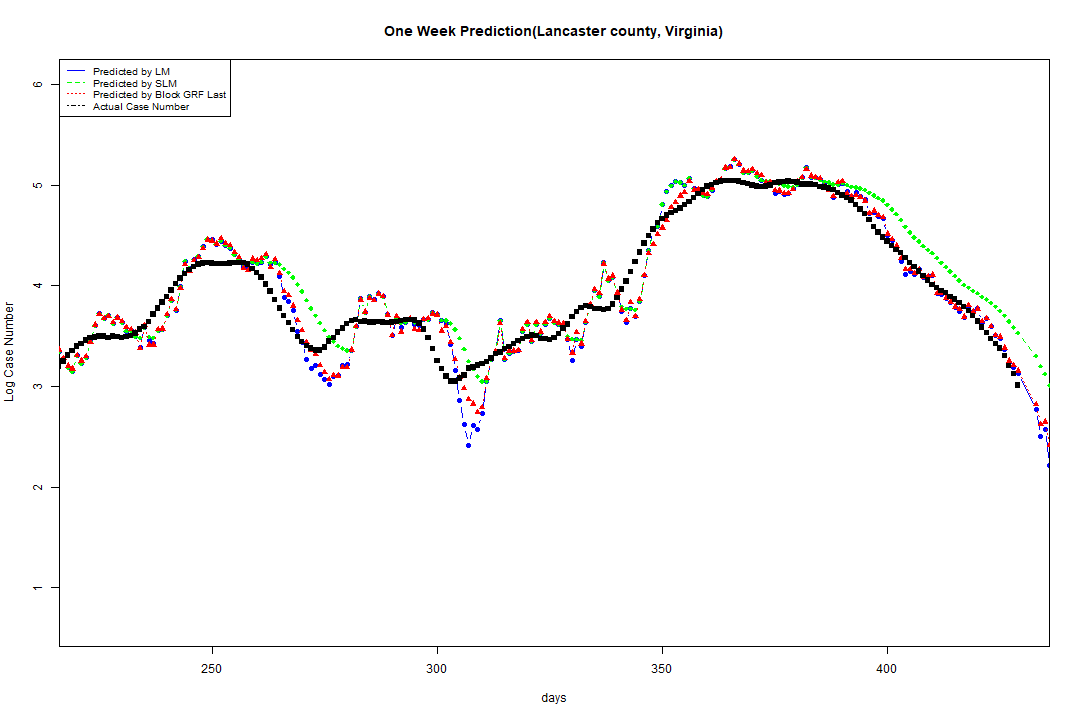 One Week Prediction(Lancaster county, Virginia)
Predicted by LM
Predicted by SLM
Predicted by Block GRF Last
Actual Case Number
6
5
4
3
2
1
Log Case Number
250 300 350 400
days